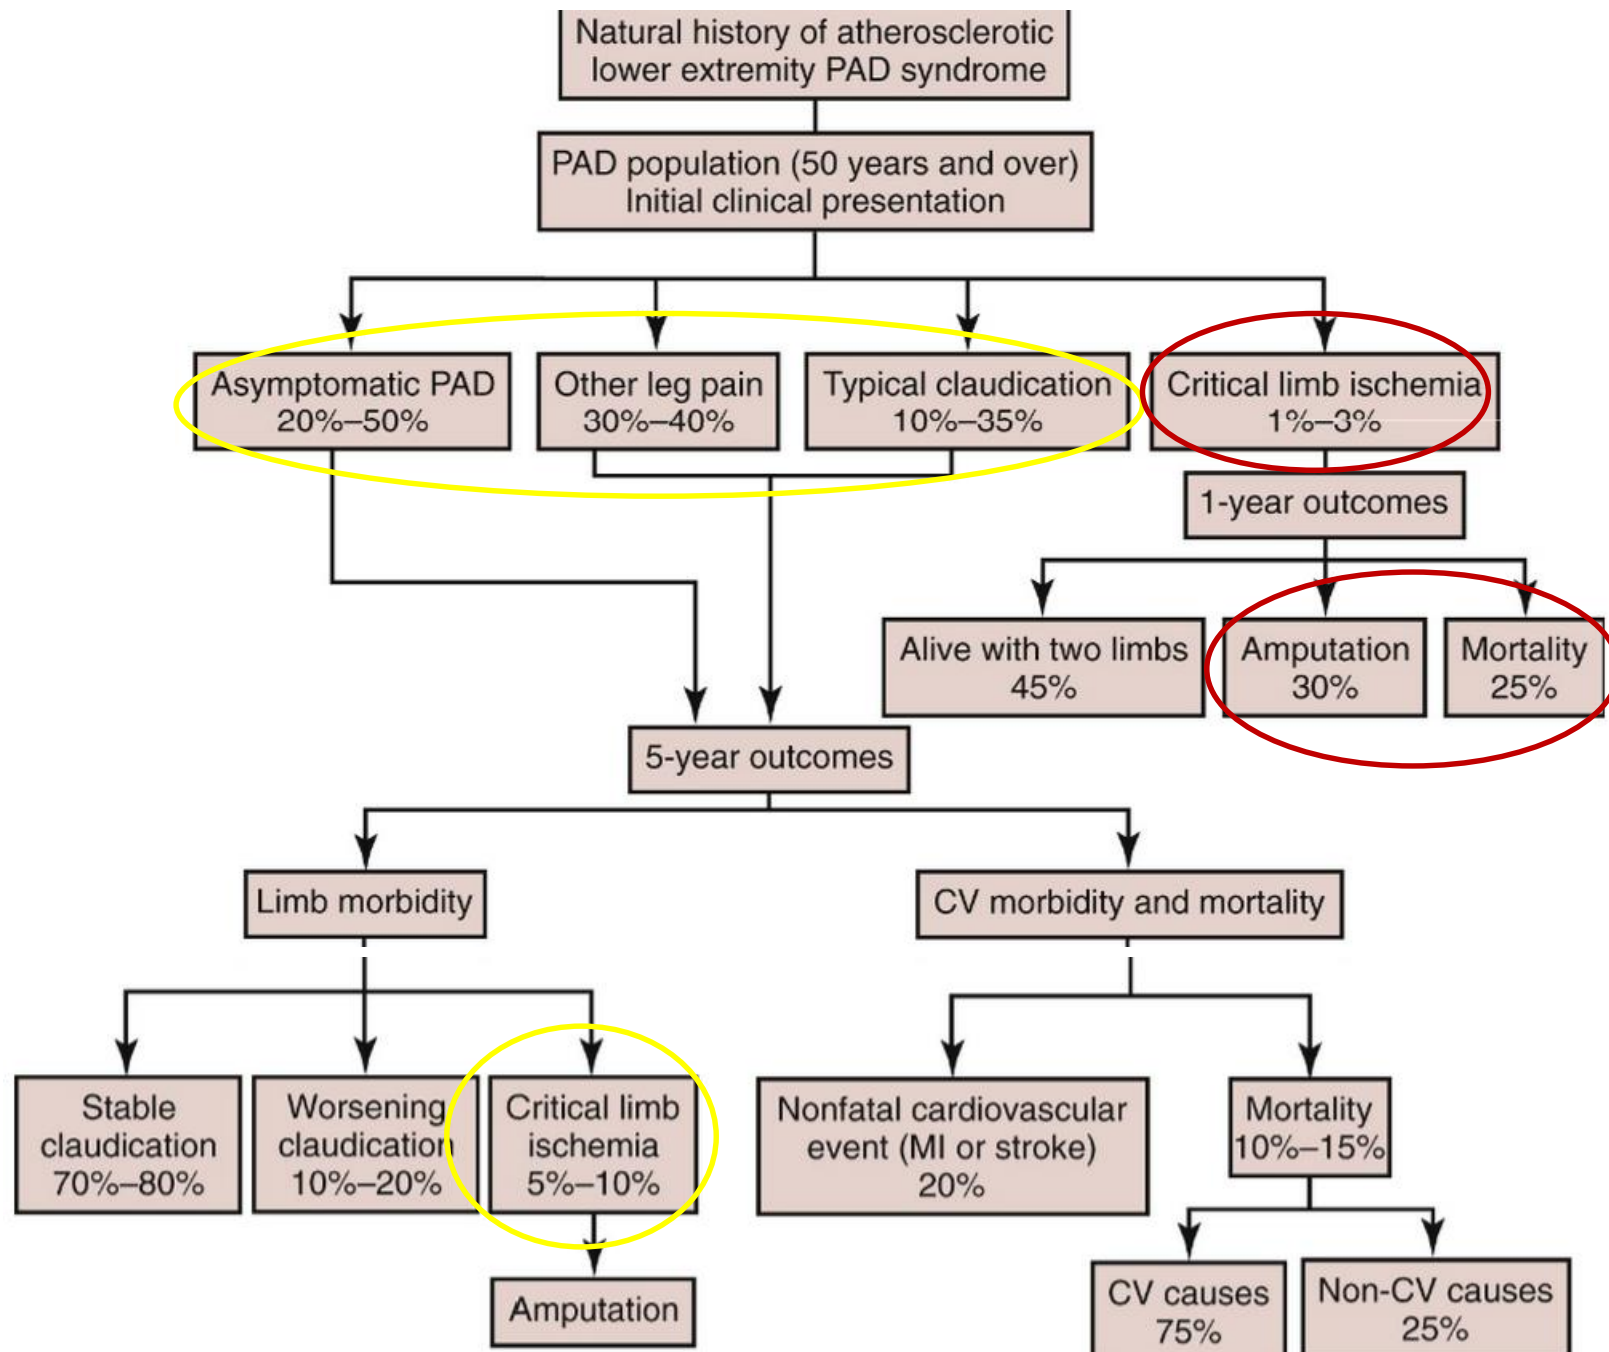 Natural history of atherosclerotic
lower extremity PAD syndrome
PAD population (50 years and over)
Initial clinical presentation
Asymptomatic PAD
20%–50%
Other leg pain
30%–40%
Typical claudication
10%–35%
Critical limb ischemia
1%–3%
1-year outcomes
Alive with two limbs
45%
Amputation
30%
Mortality
25%
5-year outcomes
Limb morbidity
CV morbidity and mortality
Stable
claudication
70%–80%
Worsening
claudication
10%–20%
Critical limb
ischemia
5%–10%
Nonfatal cardiovascular
event (MI or stroke)
20%
Mortality
10%–15%
Amputation
CV causes
75%
Non-CV causes
25%